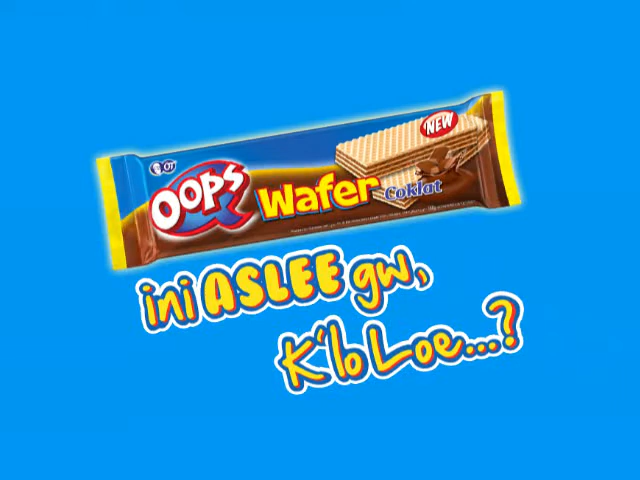 NEW
OT
OOPS
Wafer Coklat
ini ASLEE gw,
K'lo Loe...?